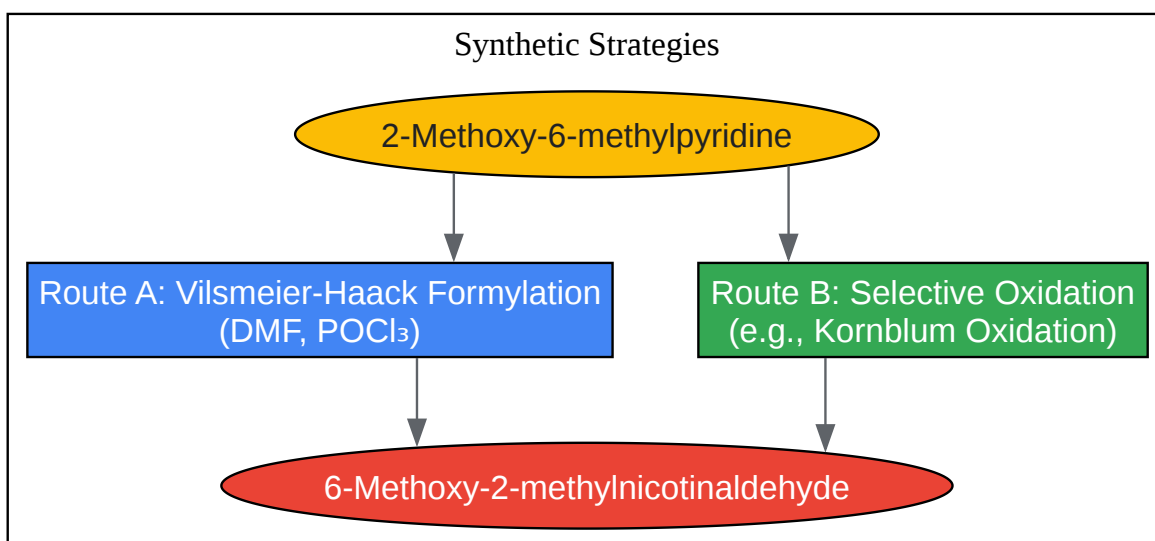 Synthetic Strategies
2-Methoxy-6-methylpyridine
Route A: Vilsmeier-Haack Formylation
(DMF, POCl₃)
Route B: Selective Oxidation
(e.g., Kornblum Oxidation)
6-Methoxy-2-methylnicotinaldehyde